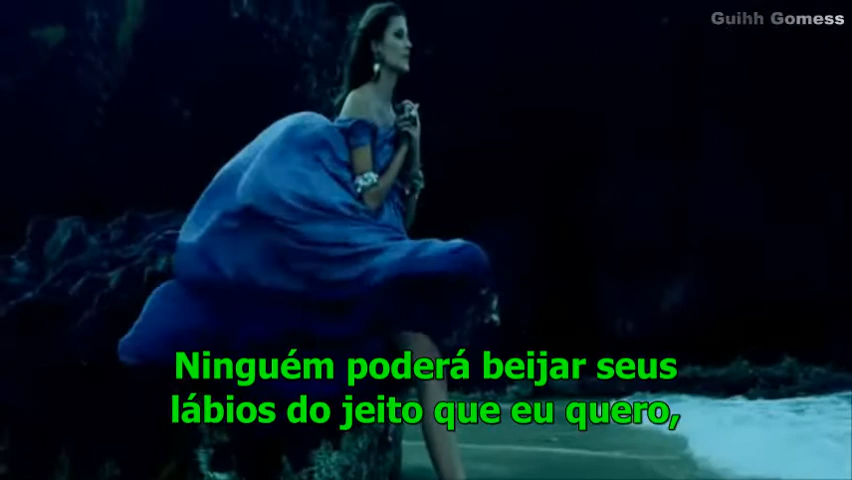 Guihh Gomess
Ninguém poderá beijar seus
lábios do jeito que eu quero,